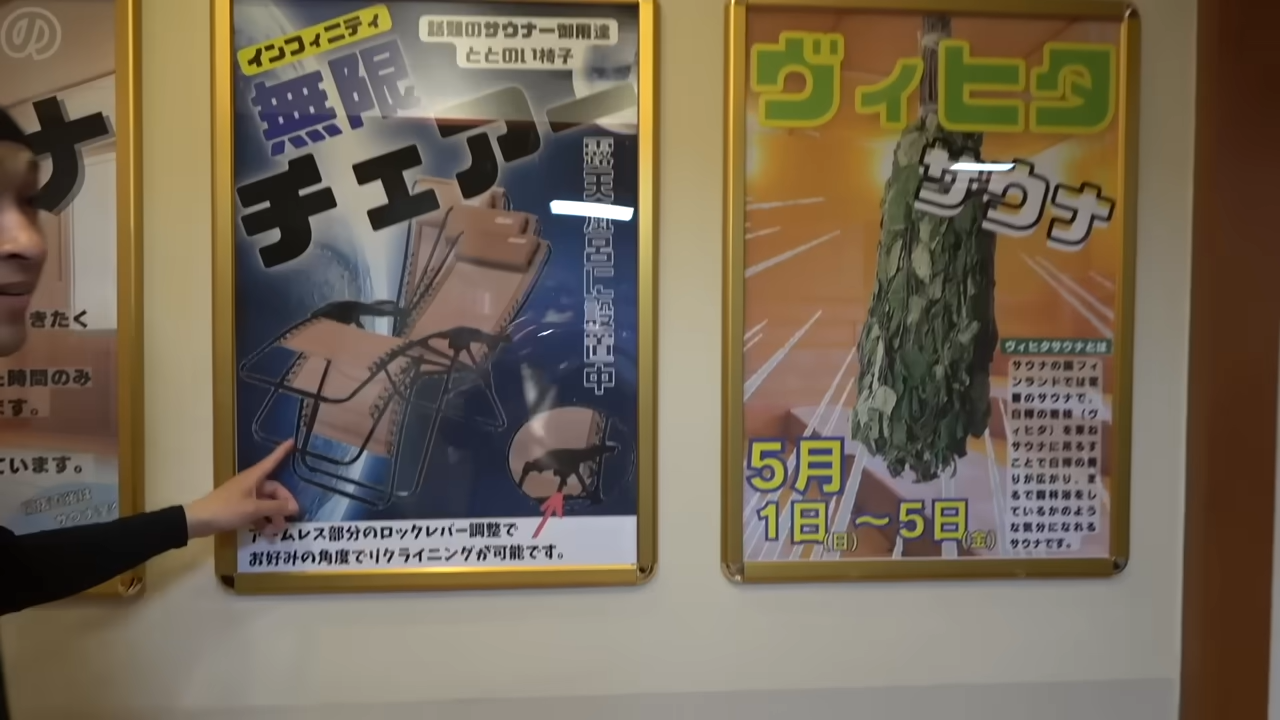 の
ナ
きたく
た時間のみ
ます。
ています。
インフィニティ
無限
チェアー
話題のサウナー御用達
ととのい椅子
露天風呂に設置中
アームレス部分のロックレバー調整で
お好みの角度でリクライニングが可能です。
ヴィヒタ
サウナ
ヴィヒタサウナとは
サウナの国フィ
ンランドでは定
番のサウナで、
白樺の若枝（ヴ
ィヒタ）を束ね
サウナに吊るす
ことで白樺の香
りが広がり、ま
るで森林浴をし
ているかのよう
な気分になれる
サウナです。
5月
1日(日)～5日(金)